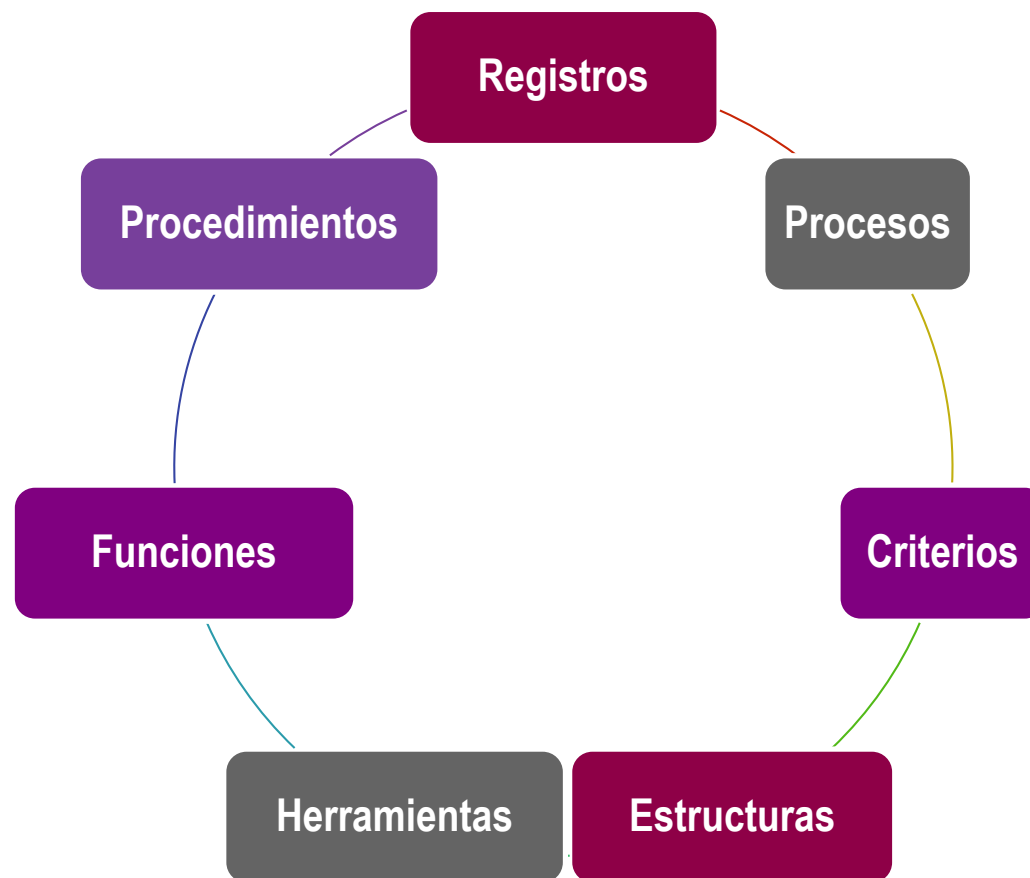 Registros
Procesos
Criterios
Estructuras
Herramientas
Funciones
Procedimientos